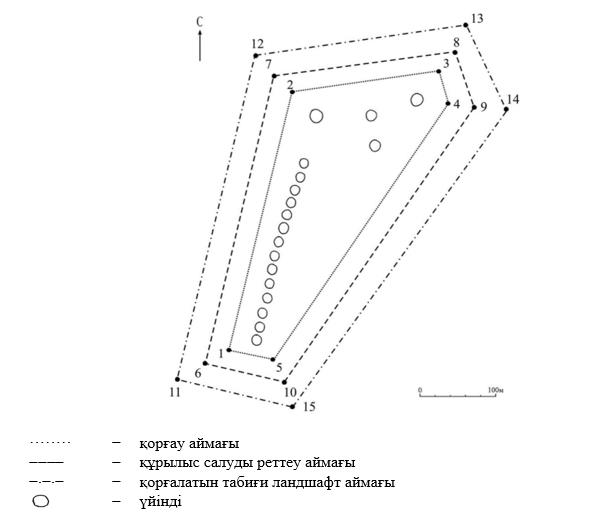 С
13
12
8
7
3
2
4
9
14
1
5
6
11
10
15
0
100м
........ – қорғау аймағы
–––– – құрылыс салуды реттеу аймағы
–·–·– – қорғалатын табиғи ландшафт аймағы
– үйінді